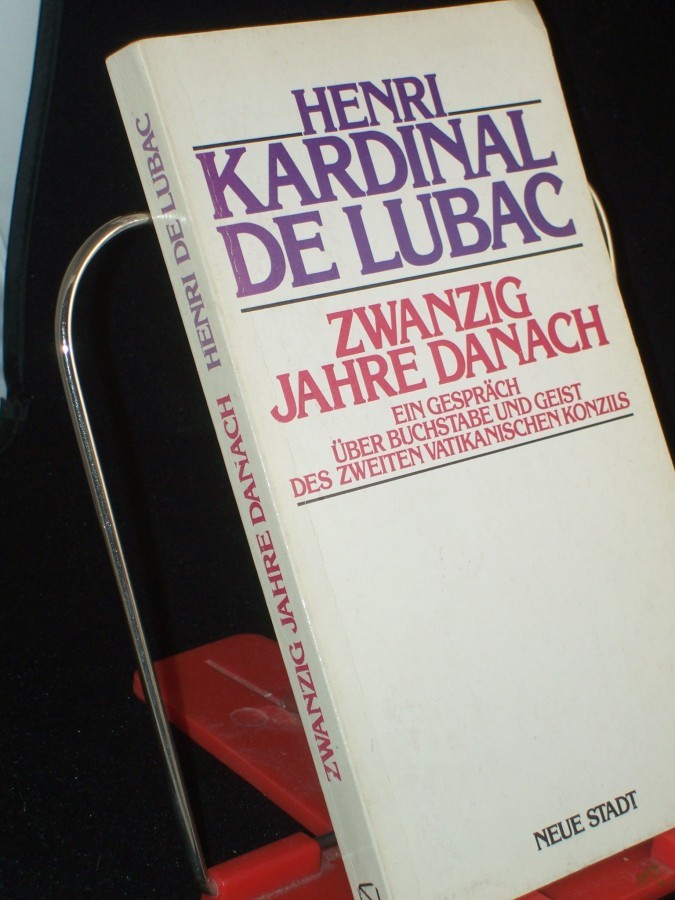 HENRI
KARDINAL
DE LUBAC
ZWANZIG
JAHRE DANACH
EIN GESPRÄCH
ÜBER BUCHSTABE UND GEIST
DES ZWEITEN VATIKANISCHEN KONZILS
NEUE STADT
ZWANZIG JAHRE DANACH HENRI DE LUBAC